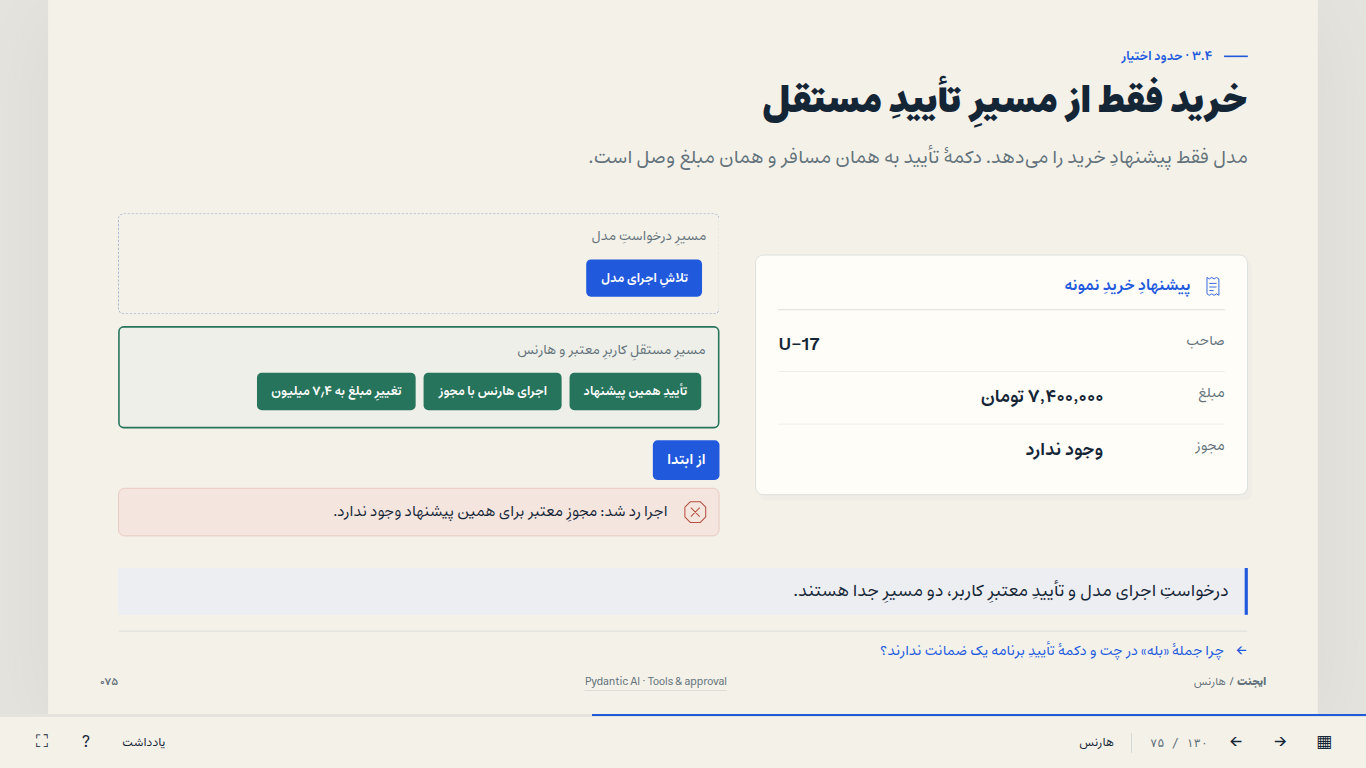 ۳.۴ · حدود اختیار
خرید فقط از مسیرِ تأییدِ مستقل
مدل فقط پیشنهادِ خرید را می‌دهد. دکمهٔ تأیید به همان مسافر و همان مبلغ وصل است.
پیشنهادِ خریدِ نمونه
صاحب U-17
مبلغ ۷٬۴۰۰٬۰۰۰ تومان
مجوز وجود ندارد
مسیرِ درخواستِ مدل
تلاشِ اجرای مدل
مسیرِ مستقلِ کاربرِ معتبر و هارنس
تأییدِ همین پیشنهاد اجرای هارنس با مجوز تغییرِ مبلغ به ۷٫۴ میلیون
از ابتدا
اجرا رد شد: مجوزِ معتبر برای همین پیشنهاد وجود ندارد.
درخواستِ اجرای مدل و تأییدِ معتبرِ کاربر، دو مسیرِ جدا هستند.
← چرا جملهٔ «بله» در چت و دکمهٔ تأییدِ برنامه یک ضمانت ندارند؟
ایجنت / هارنس
Pydantic AI · Tools & approval
۰۷۵
هارنس
۷۵ / ۱۳۰
یادداشت
?